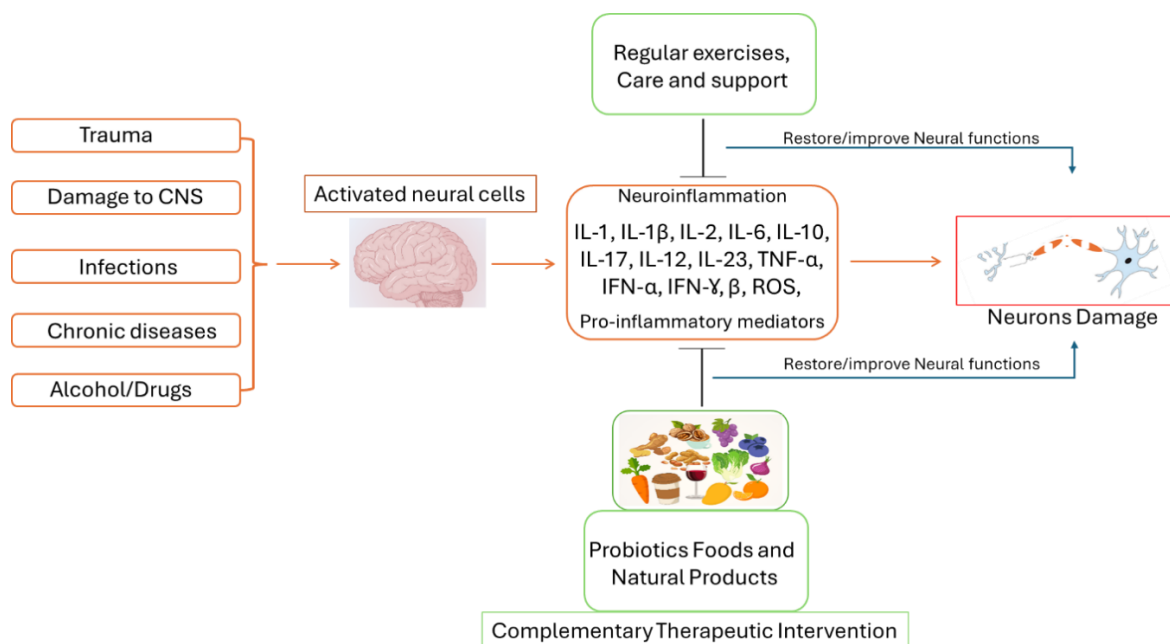 Regular exercises,
Care and support
Restore/improve Neural functions
Trauma
Damage to CNS
Infections
Chronic diseases
Alcohol/Drugs
Activated neural cells
Neuroinflammation
IL-1, IL-1β, IL-2, IL-6, IL-10,
IL-17, IL-12, IL-23, TNF-α,
IFN-α, IFN-Ɣ, β, ROS,
Pro-inflammatory mediators
Neurons Damage
Restore/improve Neural functions
Probiotics Foods and
Natural Products
Complementary Therapeutic Intervention